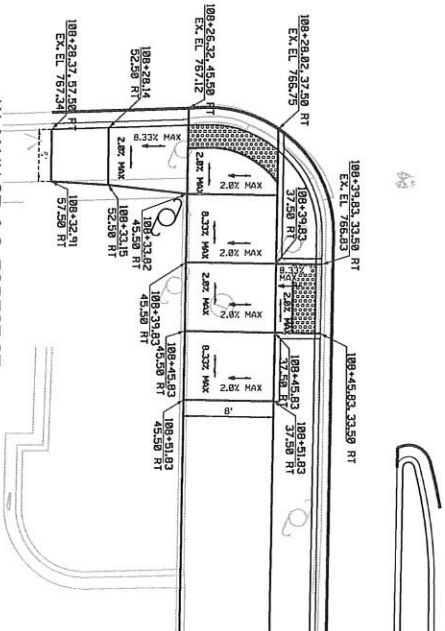 108+28.02, 37.50 RT
EX. EL 766.75
108+26.32, 45.50 RT
EX. EL 767.12
108+28.14
52.50 RT
108+28.37, 57.50 RT
EX. EL 767.34
108+39.83, 33.50 RT
EX. EL 766.83
108+39.83
37.50 RT
8.33% MAX
2.0%
2.0% MAX
8.33% MAX
2.0%
2.0% MAX
8.33% MAX
2.0% MAX
2.0%
2.0% MAX
8.33% MAX
2.0% MAX
5'
108+32.91
57.50 RT
108+33.15
52.50 RT
108+33.82
45.50 RT
108+39.83
45.50 RT
108+45.83
45.50 RT
108+51.83
45.50 RT
8'
108+45.83, 33.50 RT
108+45.83
37.50 RT
108+51.83
37.50 RT